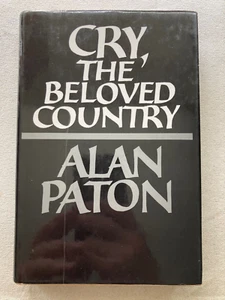 CRY,
THE
BELOVED
COUNTRY
ALAN
PATON